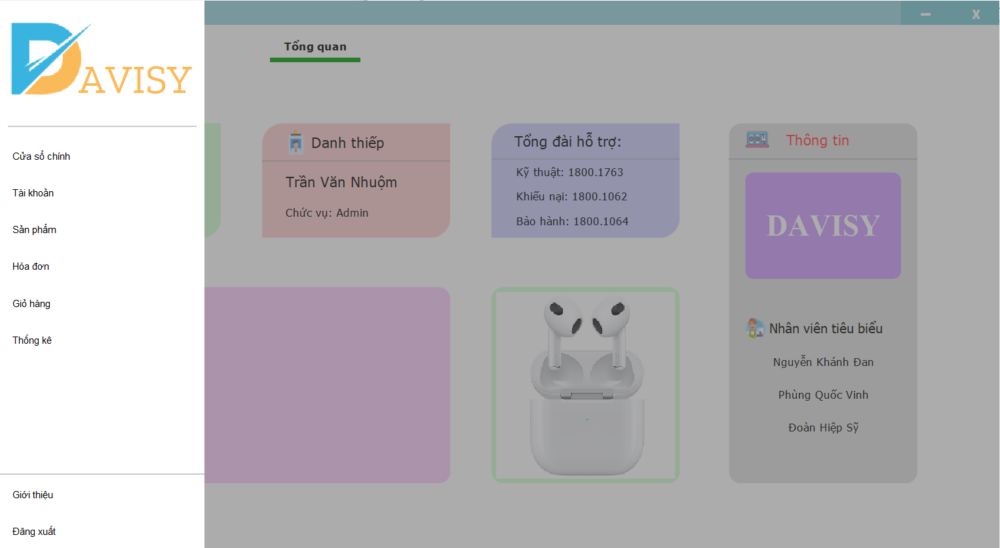 DAVISY
Cửa sổ chính
Tài khoản
Sản phẩm
Hóa đơn
Giỏ hàng
Thống kê
Giới thiệu
Đăng xuất
X
Tổng quan
Danh thiếp
Trần Văn Nhuộm
Chức vụ: Admin
Tổng đài hỗ trợ:
Kỹ thuật: 1800.1763
Khiếu nại: 1800.1062
Bảo hành: 1800.1064
Thông tin
DAVISY
Nhân viên tiêu biểu
Nguyễn Khánh Đan
Phùng Quốc Vinh
Đoàn Hiệp Sỹ